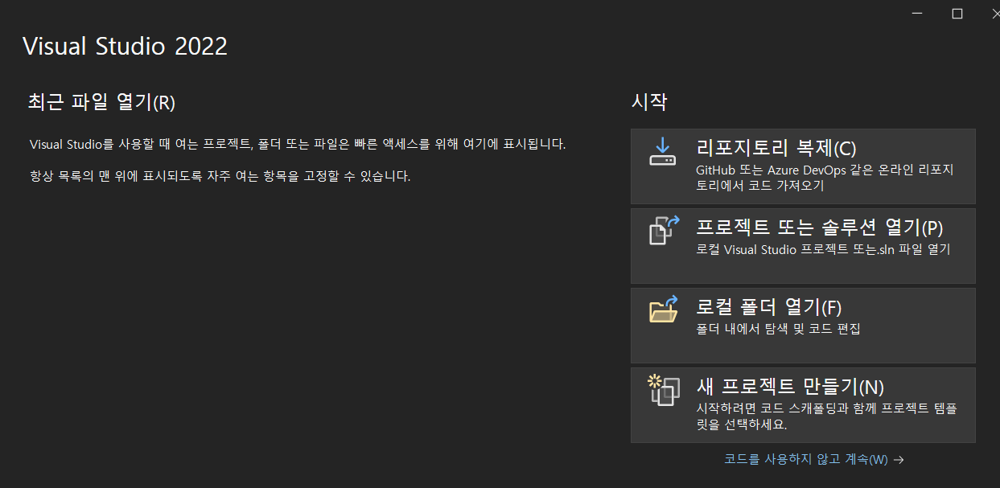 Visual Studio 2022
최근 파일 열기(R)
Visual Studio를 사용할 때 여는 프로젝트, 폴더 또는 파일은 빠른 액세스를 위해 여기에 표시됩니다.
항상 목록의 맨 위에 표시되도록 자주 여는 항목을 고정할 수 있습니다.
시작
리포지토리 복제(C)
GitHub 또는 Azure DevOps 같은 온라인 리포지
토리에서 코드 가져오기
프로젝트 또는 솔루션 열기(P)
로컬 Visual Studio 프로젝트 또는.sln 파일 열기
로컬 폴더 열기(F)
폴더 내에서 탐색 및 코드 편집
새 프로젝트 만들기(N)
시작하려면 코드 스캐폴딩과 함께 프로젝트 템플
릿을 선택하세요.
코드를 사용하지 않고 계속(W) →